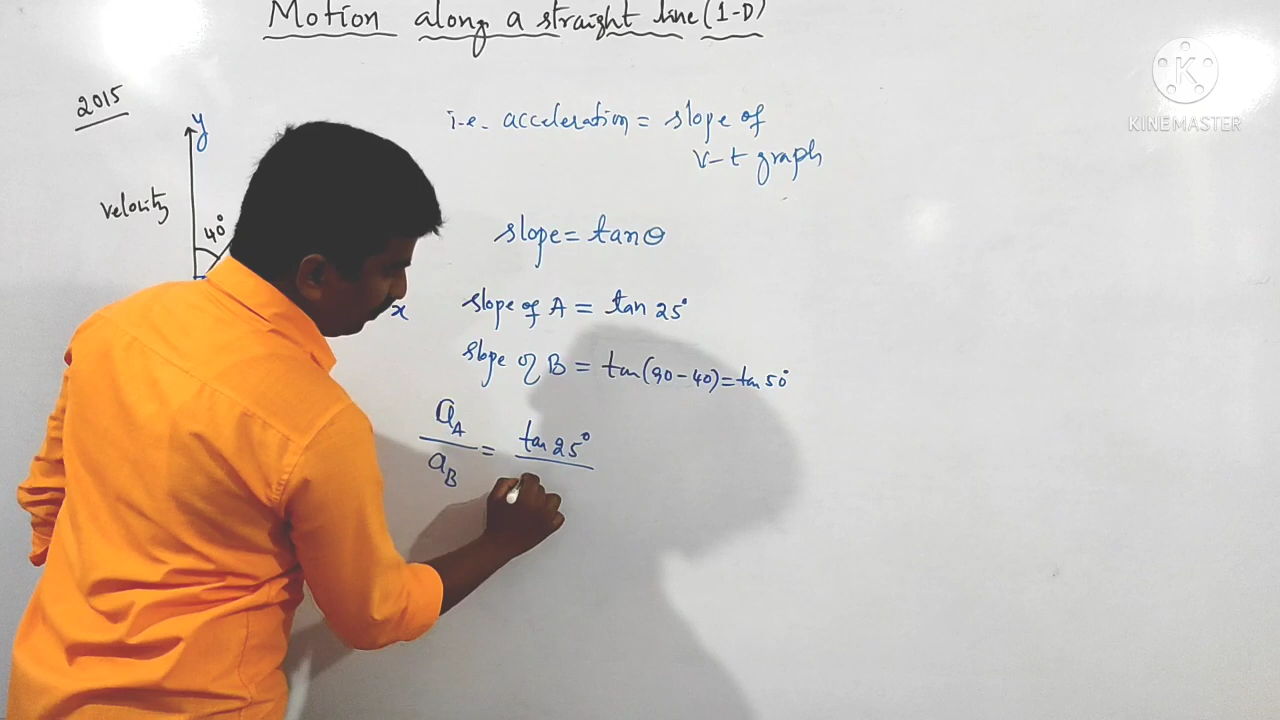 Motion along a straight line (1-D)
2015
y
velocity
40°
x
i.e. acceleration = slope of
v-t graph
slope = tanθ
slope of A = tan 25°
slope of B = tan(90-40) = tan 50°
a_A / a_B = tan 25°
K
KINEMASTER